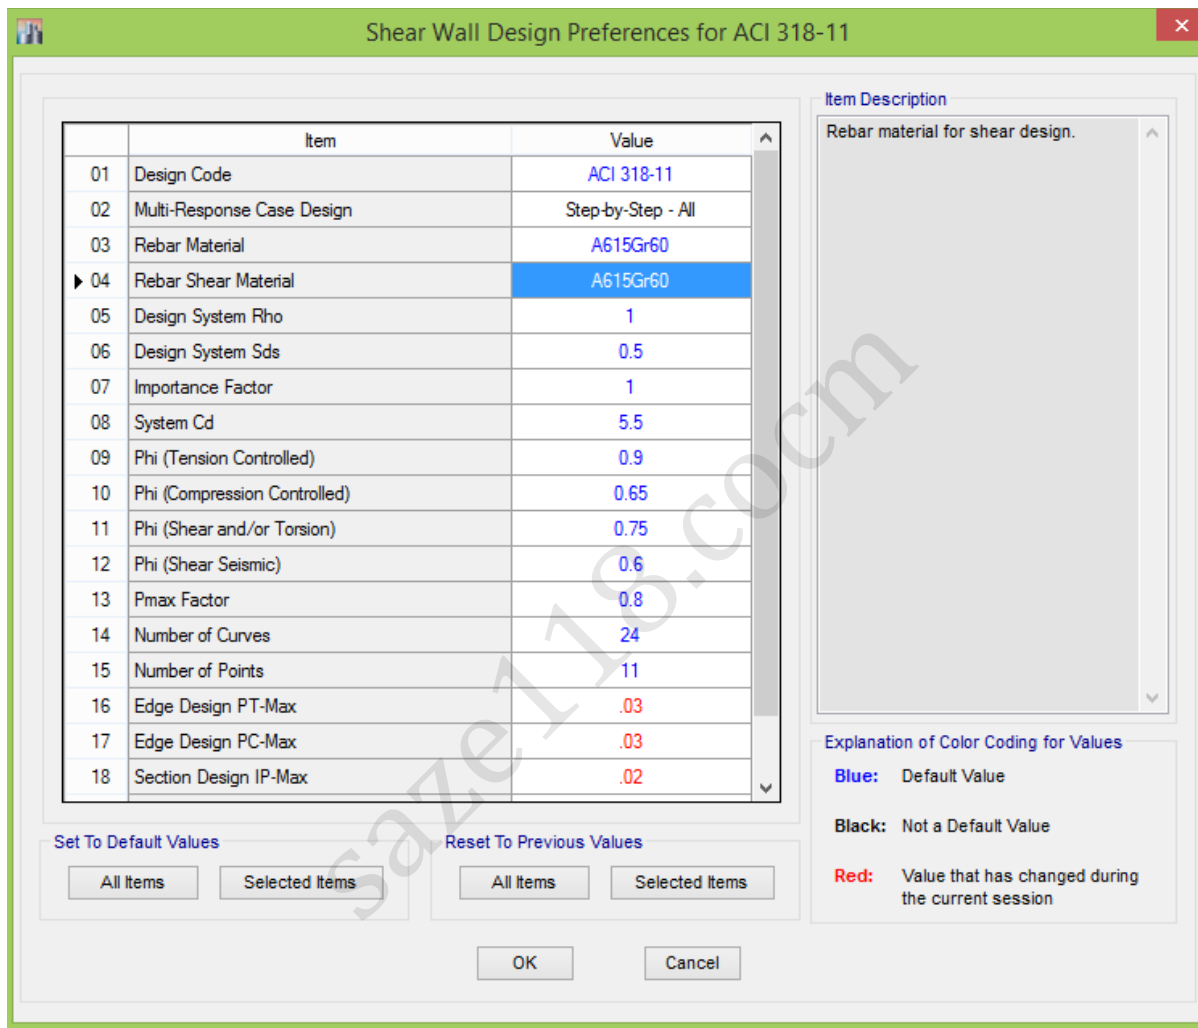 Shear Wall Design Preferences for ACI 318-11
Item Value
01 Design Code ACI 318-11
02 Multi-Response Case Design Step-by-Step - All
03 Rebar Material A615Gr60
04 Rebar Shear Material A615Gr60
05 Design System Rho 1
06 Design System Sds 0.5
07 Importance Factor 1
08 System Cd 5.5
09 Phi (Tension Controlled) 0.9
10 Phi (Compression Controlled) 0.65
11 Phi (Shear and/or Torsion) 0.75
12 Phi (Shear Seismic) 0.6
13 Pmax Factor 0.8
14 Number of Curves 24
15 Number of Points 11
16 Edge Design PT-Max .03
17 Edge Design PC-Max .03
18 Section Design IP-Max .02
Item Description
Rebar material for shear design.
Explanation of Color Coding for Values
Blue: Default Value
Black: Not a Default Value
Red: Value that has changed during
the current session
Set To Default Values
All Items Selected Items
Reset To Previous Values
All Items Selected Items
OK Cancel
saze118.cocm